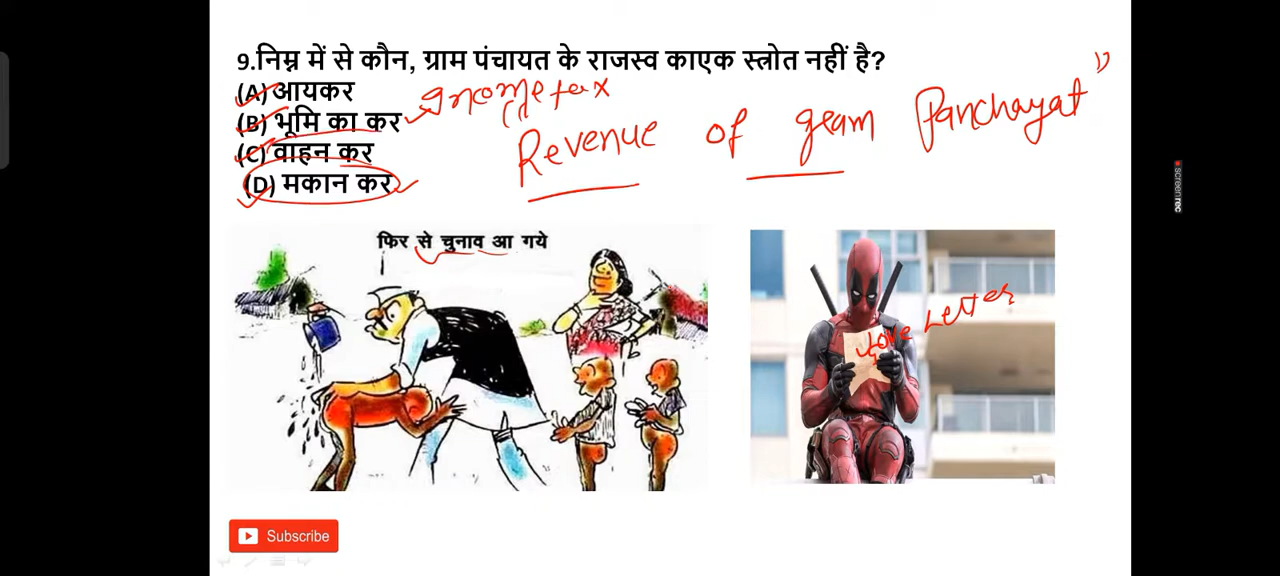 9.निम्न में से कौन, ग्राम पंचायत के राजस्व काएक स्त्रोत नहीं है?
(A) आयकर
Income tax
(B) भूमि का कर
(C) वाहन कर
(D) मकान कर
Revenue of gram Panchayat
फिर से चुनाव आ गये
Love Letter
Subscribe
screenrec